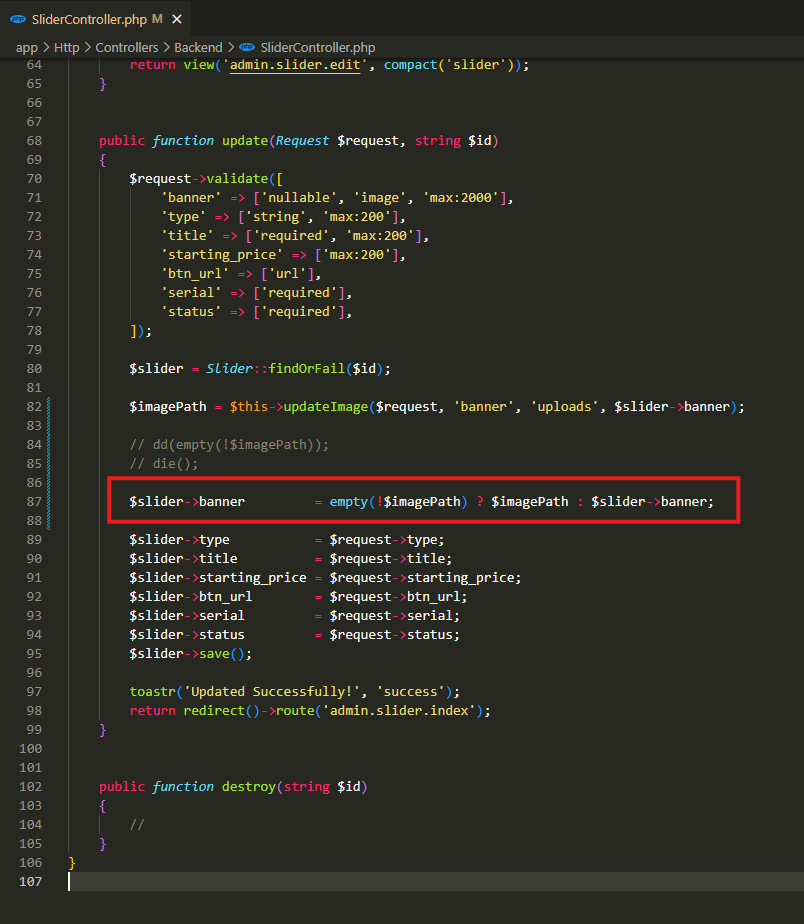 SliderController.php M
app > Http > Controllers > Backend > SliderController.php
64 return view('admin.slider.edit', compact('slider'));
65 }
66
67
68 public function update(Request $request, string $id)
69 {
70 $request->validate([
71 'banner' => ['nullable', 'image', 'max:2000'],
72 'type' => ['string', 'max:200'],
73 'title' => ['required', 'max:200'],
74 'starting_price' => ['max:200'],
75 'btn_url' => ['url'],
76 'serial' => ['required'],
77 'status' => ['required'],
78 ]);
79
80 $slider = Slider::findOrFail($id);
81
82 $imagePath = $this->updateImage($request, 'banner', 'uploads', $slider->banner);
83
84 // dd(empty(!$imagePath));
85 // die();
86
87 $slider->banner = empty(!$imagePath) ? $imagePath : $slider->banner;
88
89 $slider->type = $request->type;
90 $slider->title = $request->title;
91 $slider->starting_price = $request->starting_price;
92 $slider->btn_url = $request->btn_url;
93 $slider->serial = $request->serial;
94 $slider->status = $request->status;
95 $slider->save();
96
97 toastr('Updated Successfully!', 'success');
98 return redirect()->route('admin.slider.index');
99 }
100
101
102 public function destroy(string $id)
103 {
104 //
105 }
106 }
107